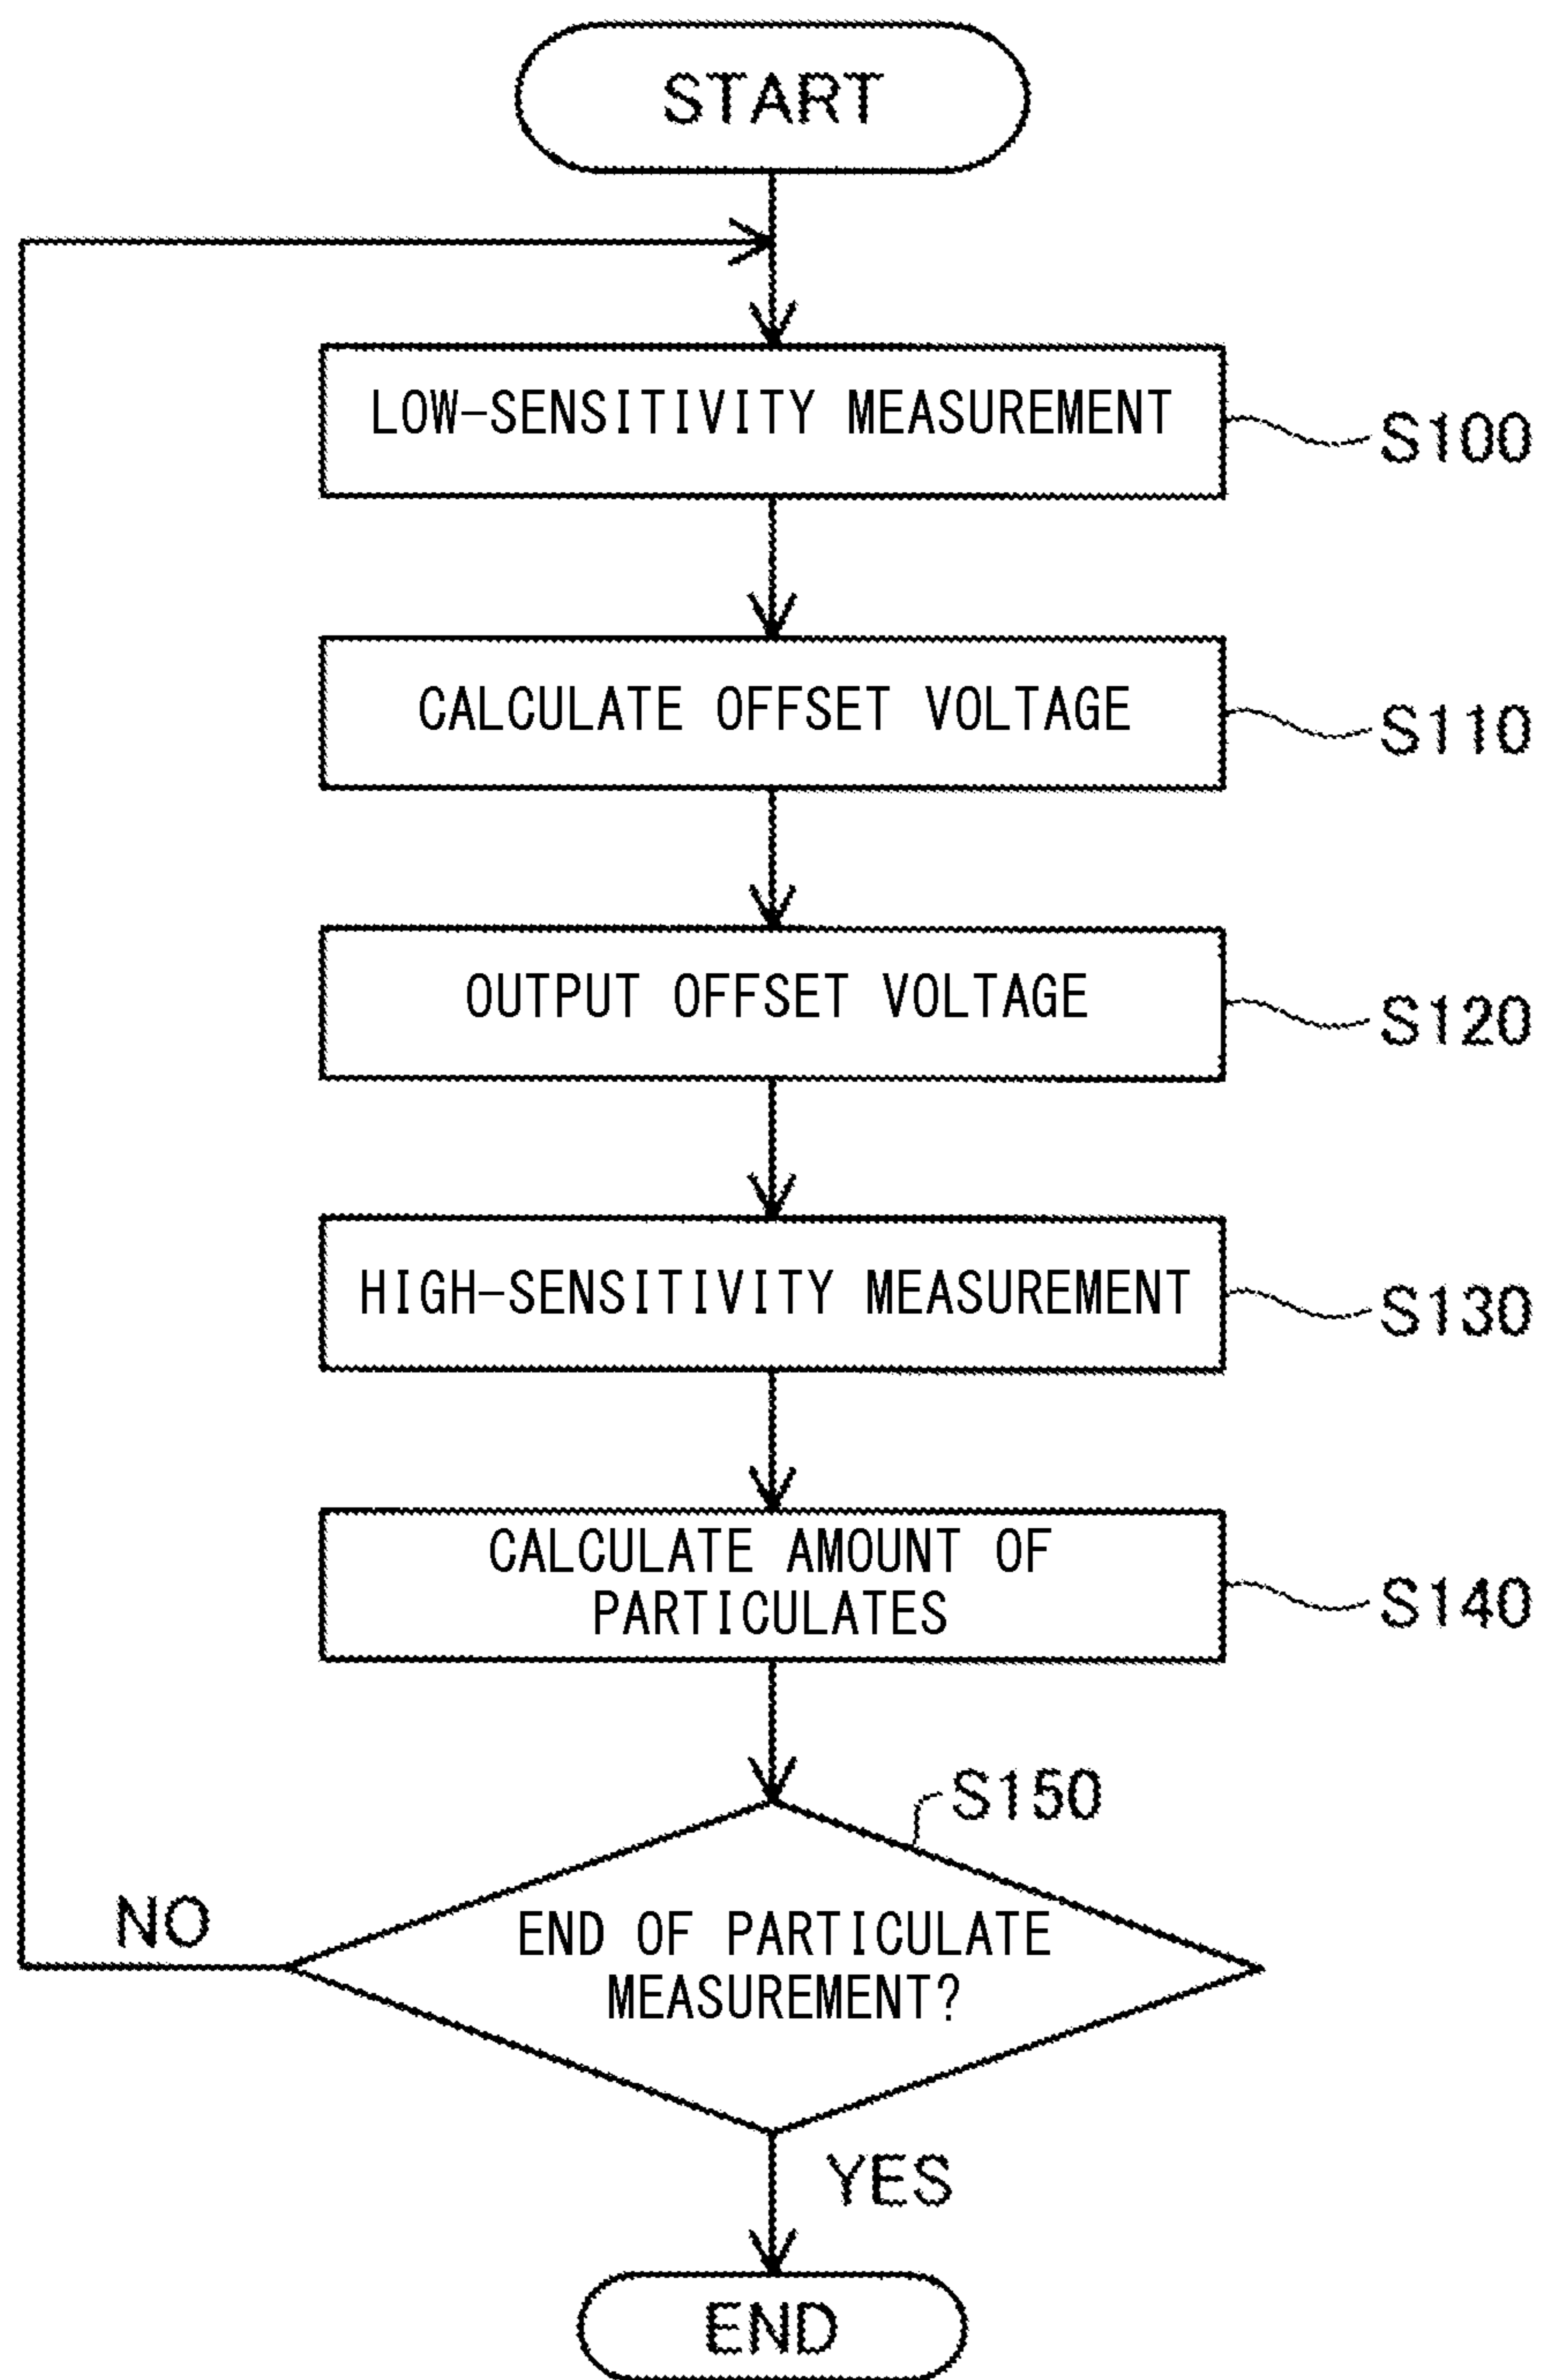 START
LOW-SENSITIVITY MEASUREMENT
S100
CALCULATE OFFSET VOLTAGE
S110
OUTPUT OFFSET VOLTAGE
S120
HIGH-SENSITIVITY MEASUREMENT
S130
CALCULATE AMOUNT OF
PARTICULATES
S140
S150
END OF PARTICULATE
MEASUREMENT?
NO
YES
END